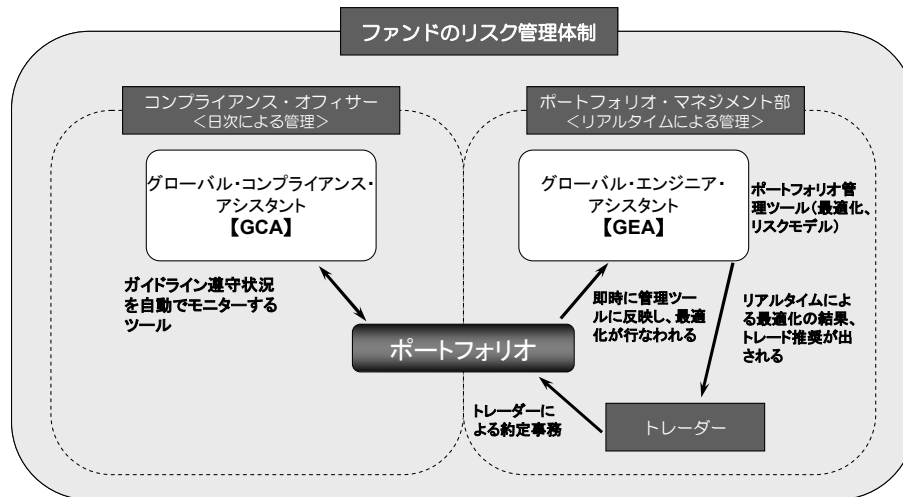 ファンドのリスク管理体制
コンプライアンス・オフィサー
＜日次による管理＞
グローバル・コンプライアンス・
アシスタント
【GCA】
ガイドライン遵守状況
を自動でモニターする
ツール
ポートフォリオ・マネジメント部
＜リアルタイムによる管理＞
グローバル・エンジニア・
アシスタント
【GEA】
ポートフォリオ管
理ツール（最適化、
リスクモデル）
即時に管理ツー
ルに反映し、最適
化が行なわれる
リアルタイムによ
る最適化の結果、
トレード推奨が出
される
ポートフォリオ
トレーダーに
よる約定事務
トレーダー